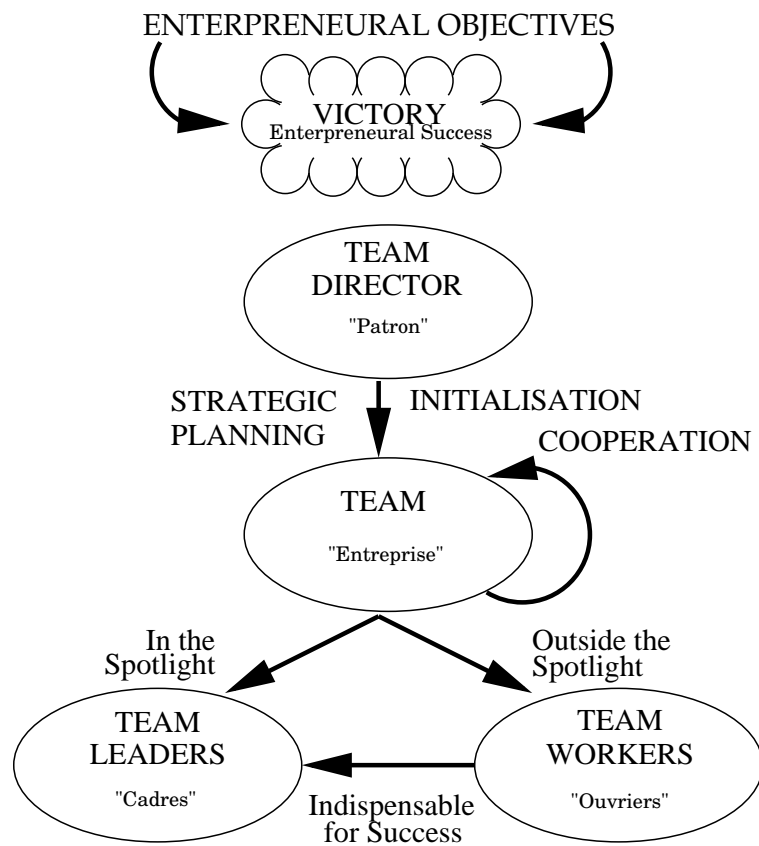 ENTERPRENEURAL OBJECTIVES
VICTORY
Enterpreneural Success
TEAM
DIRECTOR
"Patron"
STRATEGIC
PLANNING
INITIALISATION
COOPERATION
TEAM
"Entreprise"
In the
Spotlight
Outside the
Spotlight
TEAM
LEADERS
"Cadres"
TEAM
WORKERS
"Ouvriers"
Indispensable
for Success